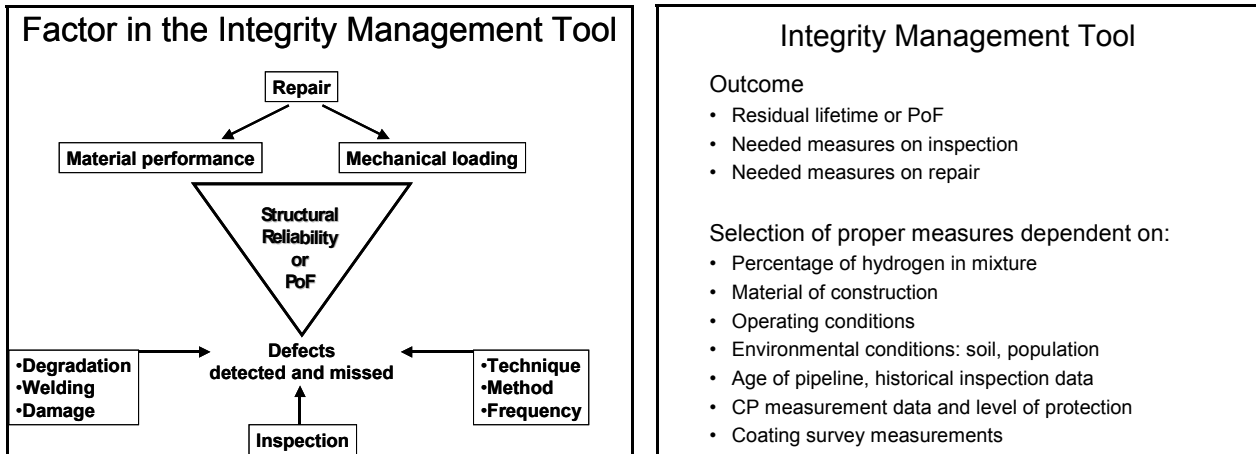 Factor in the Integrity Management Tool
Repair
Material performance
Mechanical loading
Structural
Reliability
or
PoF
Defects
detected and missed
•Degradation
•Welding
•Damage
•Technique
•Method
•Frequency
Inspection
Integrity Management Tool
Outcome
• Residual lifetime or PoF
• Needed measures on inspection
• Needed measures on repair
Selection of proper measures dependent on:
• Percentage of hydrogen in mixture
• Material of construction
• Operating conditions
• Environmental conditions: soil, population
• Age of pipeline, historical inspection data
• CP measurement data and level of protection
• Coating survey measurements